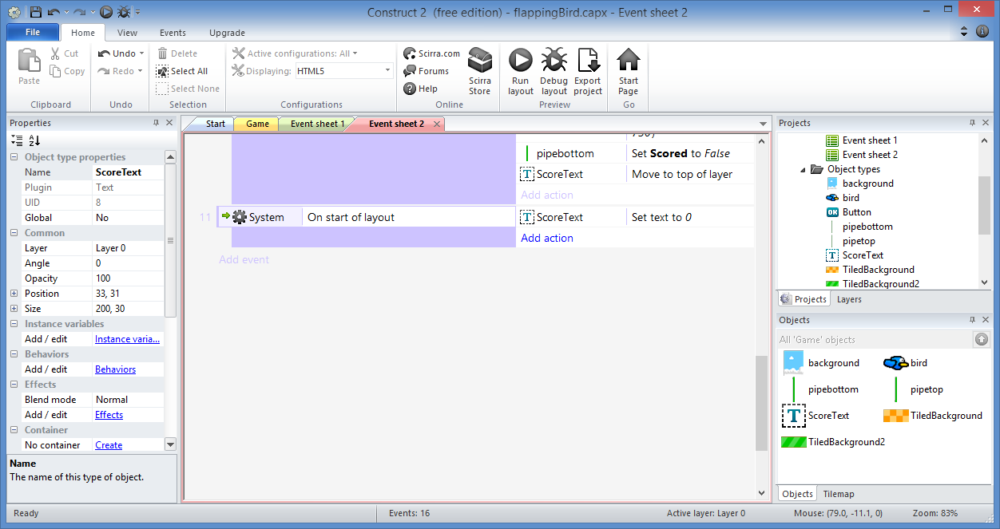 Construct 2 (free edition) - flappingBird.capx - Event sheet 2
File Home View Events Upgrade
Paste
Cut
Copy
Clipboard
Undo
Redo
Undo
Delete
Select All
Select None
Selection
Active configurations: All
Displaying: HTML5
Configurations
Scirra.com
Forums
Help
Scirra
Store
Online
Run
layout
Debug
layout
Export
project
Preview
Start
Page
Go
Properties
Object type properties
Name ScoreText
Plugin Text
UID 8
Global No
Common
Layer Layer 0
Angle 0
Opacity 100
Position 33, 31
Size 200, 30
Instance variables
Add / edit Instance varia...
Behaviors
Add / edit Behaviors
Effects
Blend mode Normal
Add / edit Effects
Container
No container Create
Name
The name of this type of object.
Start Game Event sheet 1 Event sheet 2
pipebottom Set Scored to False
T ScoreText Move to top of layer
Add action
11 System On start of layout T ScoreText Set text to 0
Add action
Add event
Projects
Event sheet 1
Event sheet 2
Object types
background
bird
OK Button
pipebottom
pipetop
T ScoreText
TiledBackground
TiledBackground2
Projects Layers
Objects
All 'Game' objects
background bird
pipebottom pipetop
T ScoreText TiledBackground
TiledBackground2
Objects Tilemap
Ready Events: 16 Active layer: Layer 0 Mouse: (79.0, -11.1, 0) Zoom: 83%